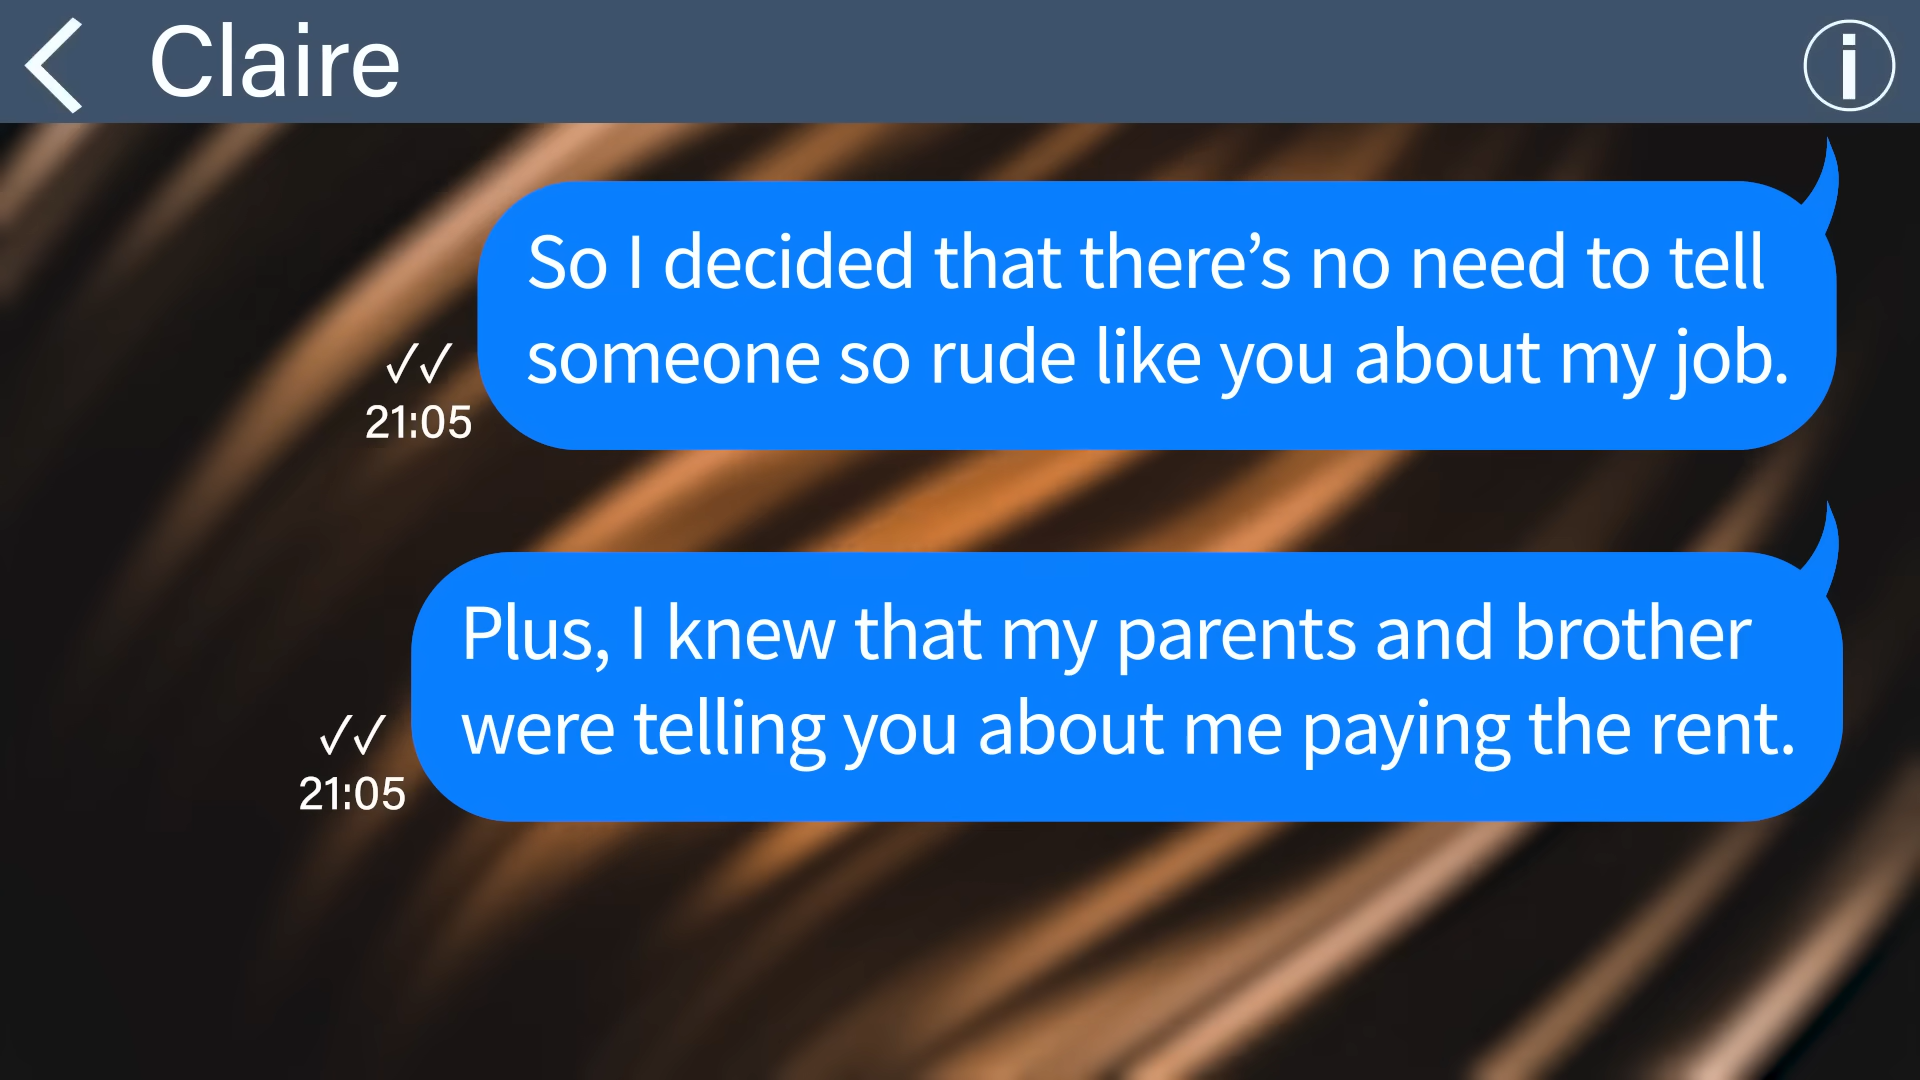 Claire
So I decided that there’s no need to tell
someone so rude like you about my job.
✓✓
21:05
Plus, I knew that my parents and brother
were telling you about me paying the rent.
✓✓
21:05